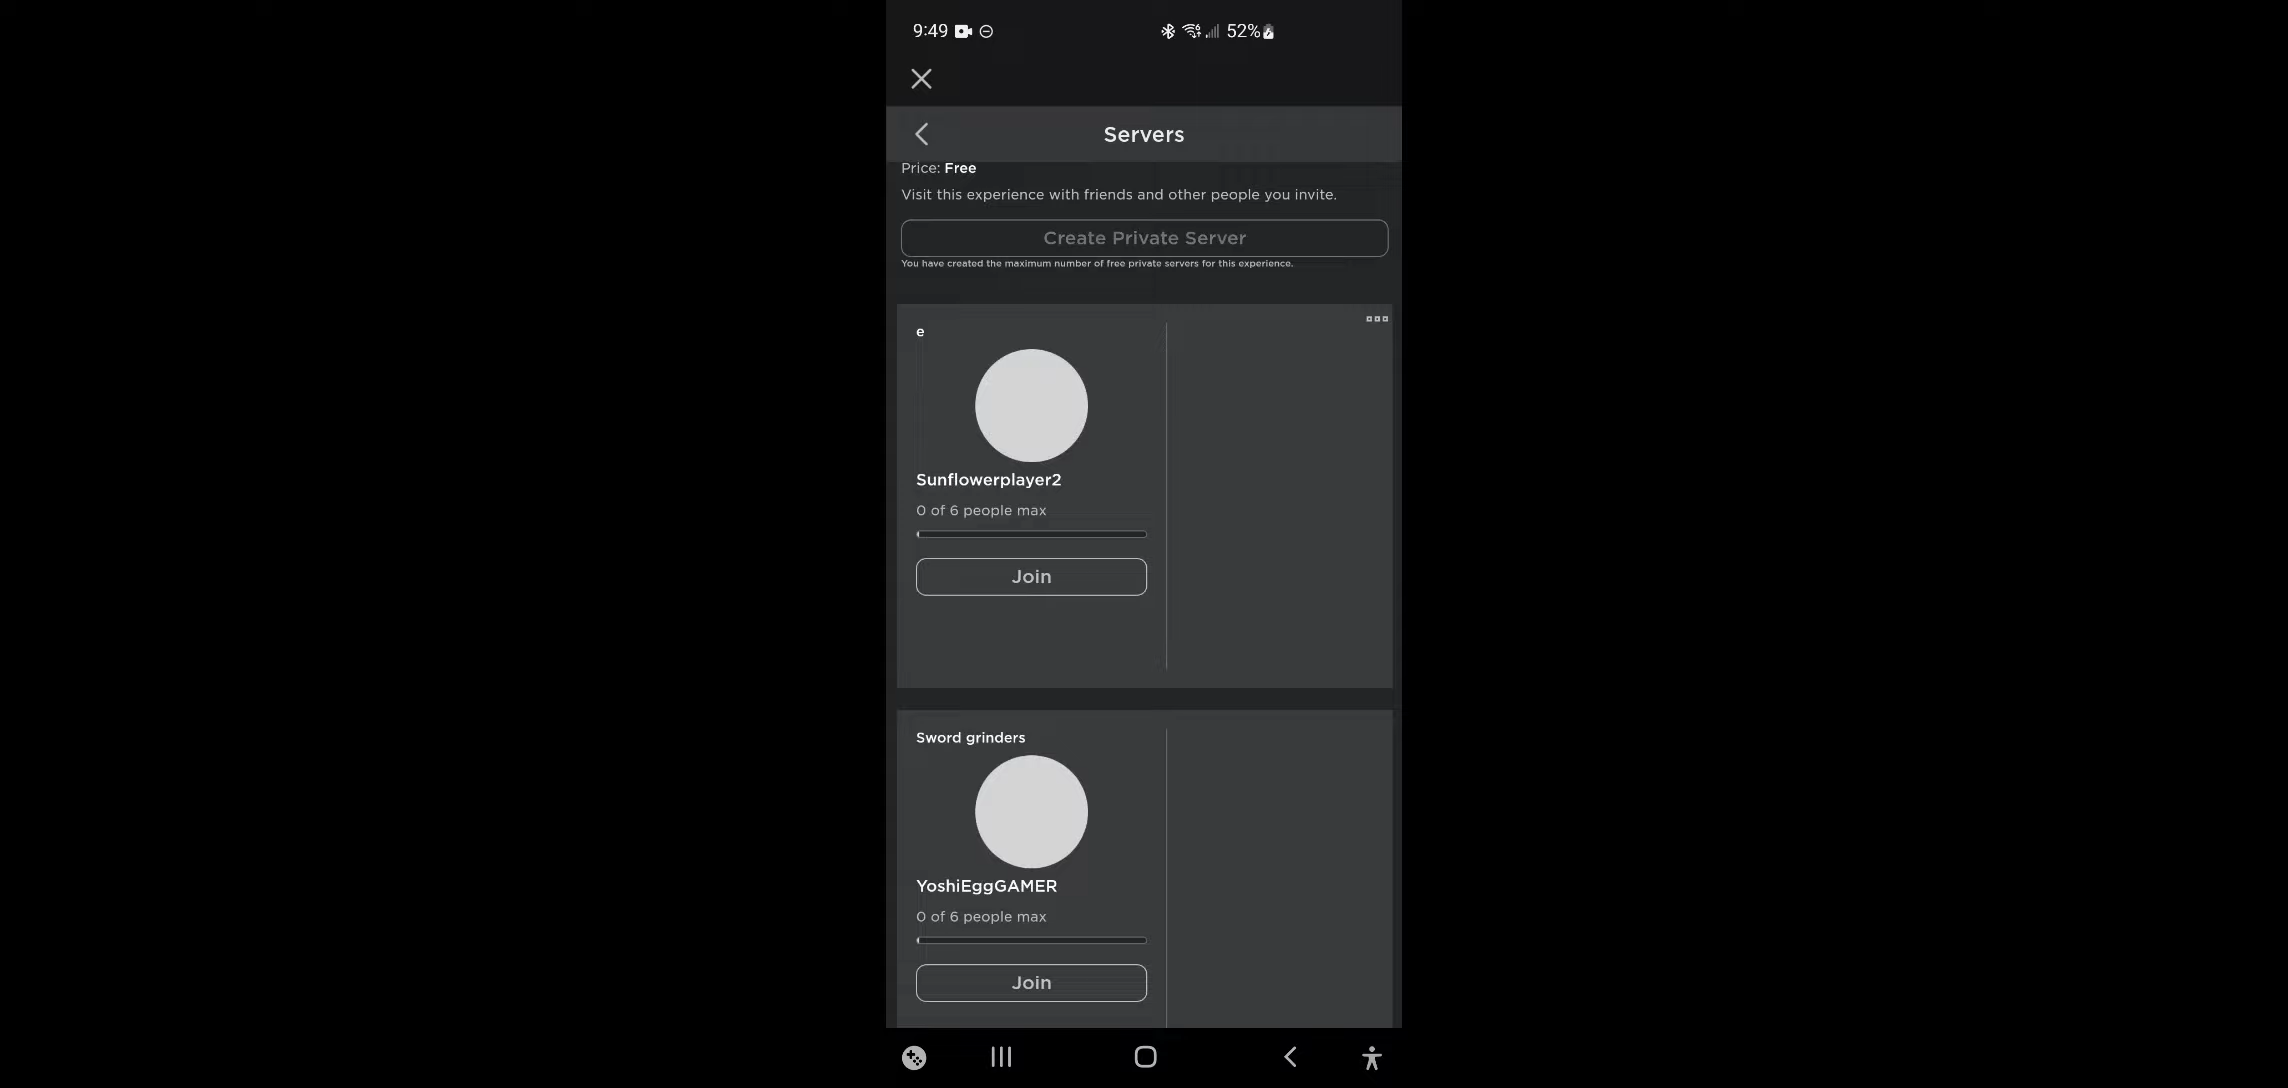 9:49 52%
Servers
Price: Free
Visit this experience with friends and other people you invite.
Create Private Server
You have created the maximum number of free private servers for this experience.
e
Sunflowerplayer2
0 of 6 people max
Join
Sword grinders
YoshiEggGAMER
0 of 6 people max
Join